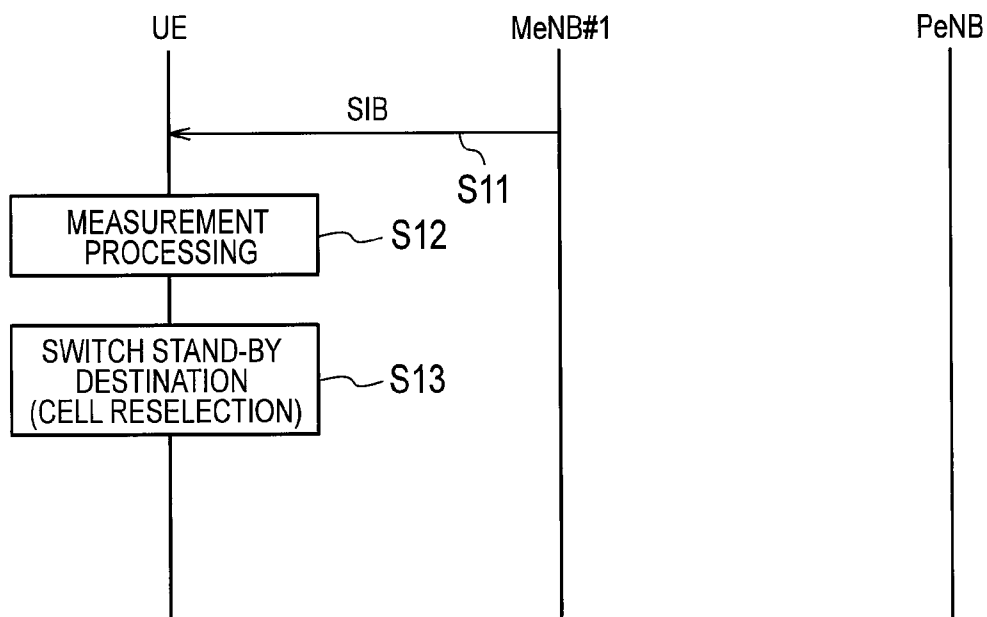 UE
MeNB#1
PeNB
SIB
S11
MEASUREMENT
PROCESSING
S12
SWITCH STAND-BY
DESTINATION
(CELL RESELECTION)
S13